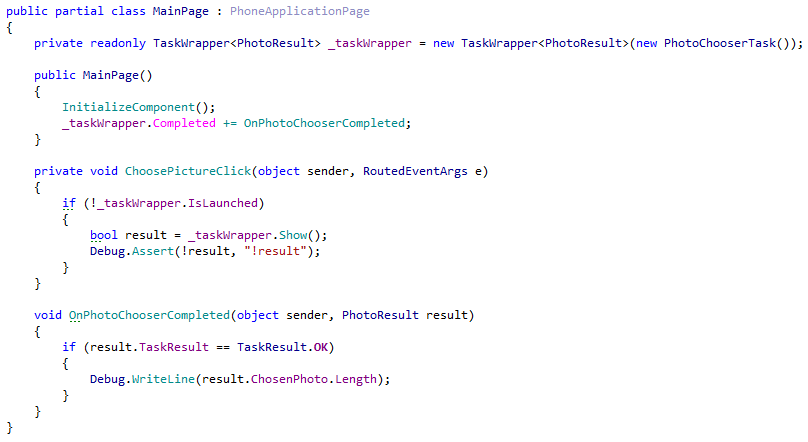 public partial class MainPage : PhoneApplicationPage
{
    private readonly TaskWrapper<PhotoResult> _taskWrapper = new TaskWrapper<PhotoResult>(new PhotoChooserTask());

    public MainPage()
    {
        InitializeComponent();
        _taskWrapper.Completed += OnPhotoChooserCompleted;
    }

    private void ChoosePictureClick(object sender, RoutedEventArgs e)
    {
        if (!_taskWrapper.IsLaunched)
        {
            bool result = _taskWrapper.Show();
            Debug.Assert(!result, "!result");
        }
    }

    void OnPhotoChooserCompleted(object sender, PhotoResult result)
    {
        if (result.TaskResult == TaskResult.OK)
        {
            Debug.WriteLine(result.ChosenPhoto.Length);
        }
    }
}